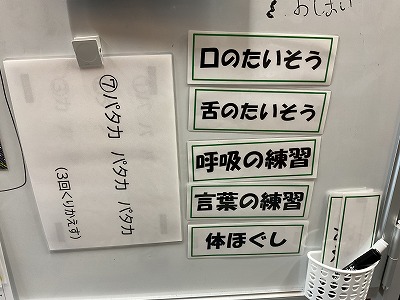 おしまい
口のたいそう
舌のたいそう
呼吸の練習
言葉の練習
体ほぐし
⑦パタカ パタカ パタカ
(3回くりかえす)